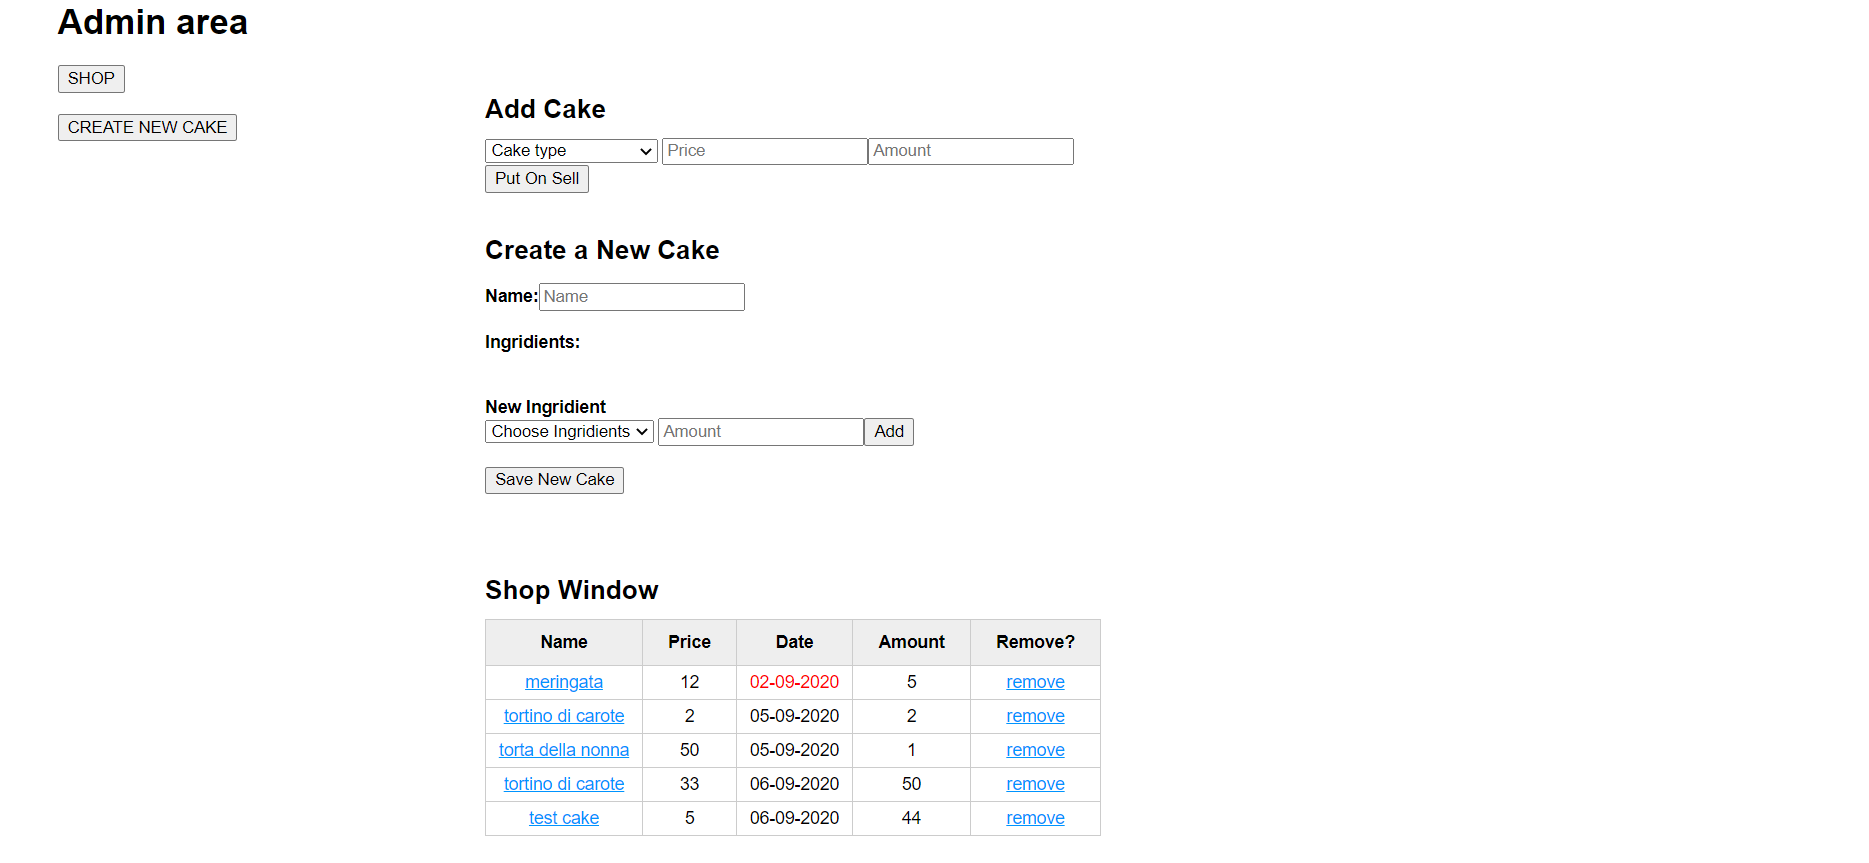 Admin area
SHOP
CREATE NEW CAKE
Add Cake
Cake type Price Amount
Put On Sell
Create a New Cake
Name: Name
Ingridients:
New Ingridient
Choose Ingridients Amount Add
Save New Cake
Shop Window
Name Price Date Amount Remove?
meringata 12 02-09-2020 5 remove
tortino di carote 2 05-09-2020 2 remove
torta della nonna 50 05-09-2020 1 remove
tortino di carote 33 06-09-2020 50 remove
test cake 5 06-09-2020 44 remove